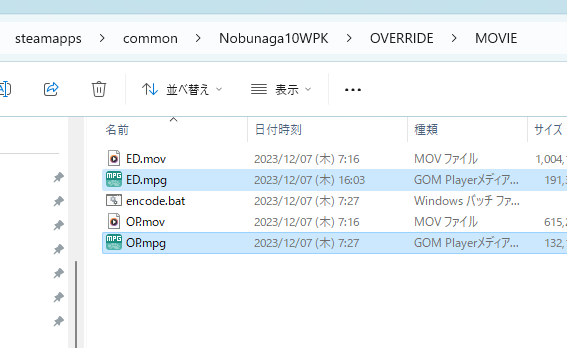 steamapps > common > Nobunaga10WPK > OVERRIDE > MOVIE
並べ替え 表示 ...
名前 日付時刻 種類 サイズ
ED.mov 2023/12/07 (木) 7:16 MOV ファイル 1,004,
ED.mpg 2023/12/07 (木) 16:03 GOM Playerメディア... 191,
encode.bat 2023/12/07 (木) 7:27 Windows バッチ ファ...
OP.mov 2023/12/07 (木) 7:16 MOV ファイル 615,
OP.mpg 2023/12/07 (木) 7:27 GOM Playerメディア... 132,